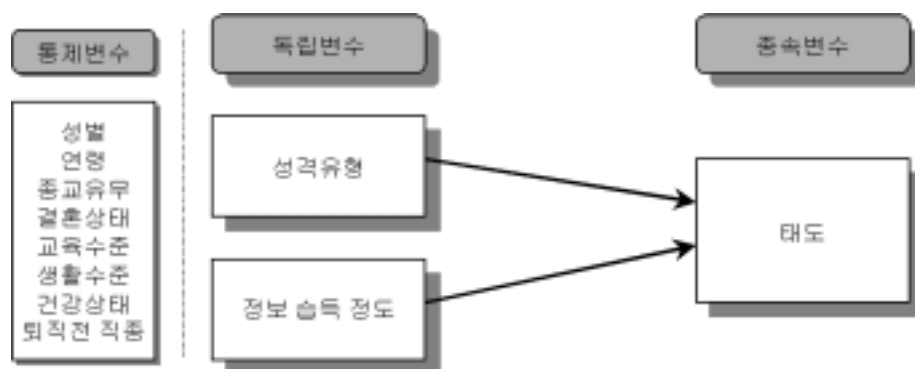 통제변수
성별
연령
종교유무
결혼상태
교육수준
생활수준
건강상태
퇴직전 직종
독립변수
성격유형
정보 습득 정도
종속변수
태도